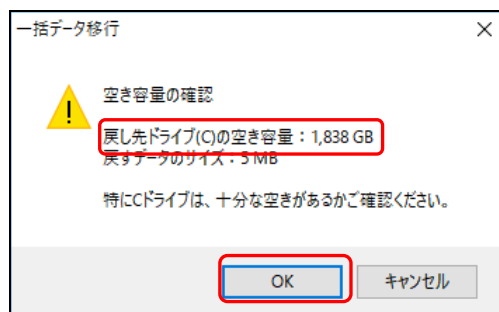 一括データ移行
空き容量の確認
戻し先ドライブ(C)の空き容量：1,838 GB
戻すデータのサイズ：5 MB
特にCドライブは、十分な空きがあるかご確認ください。
OK
キャンセル